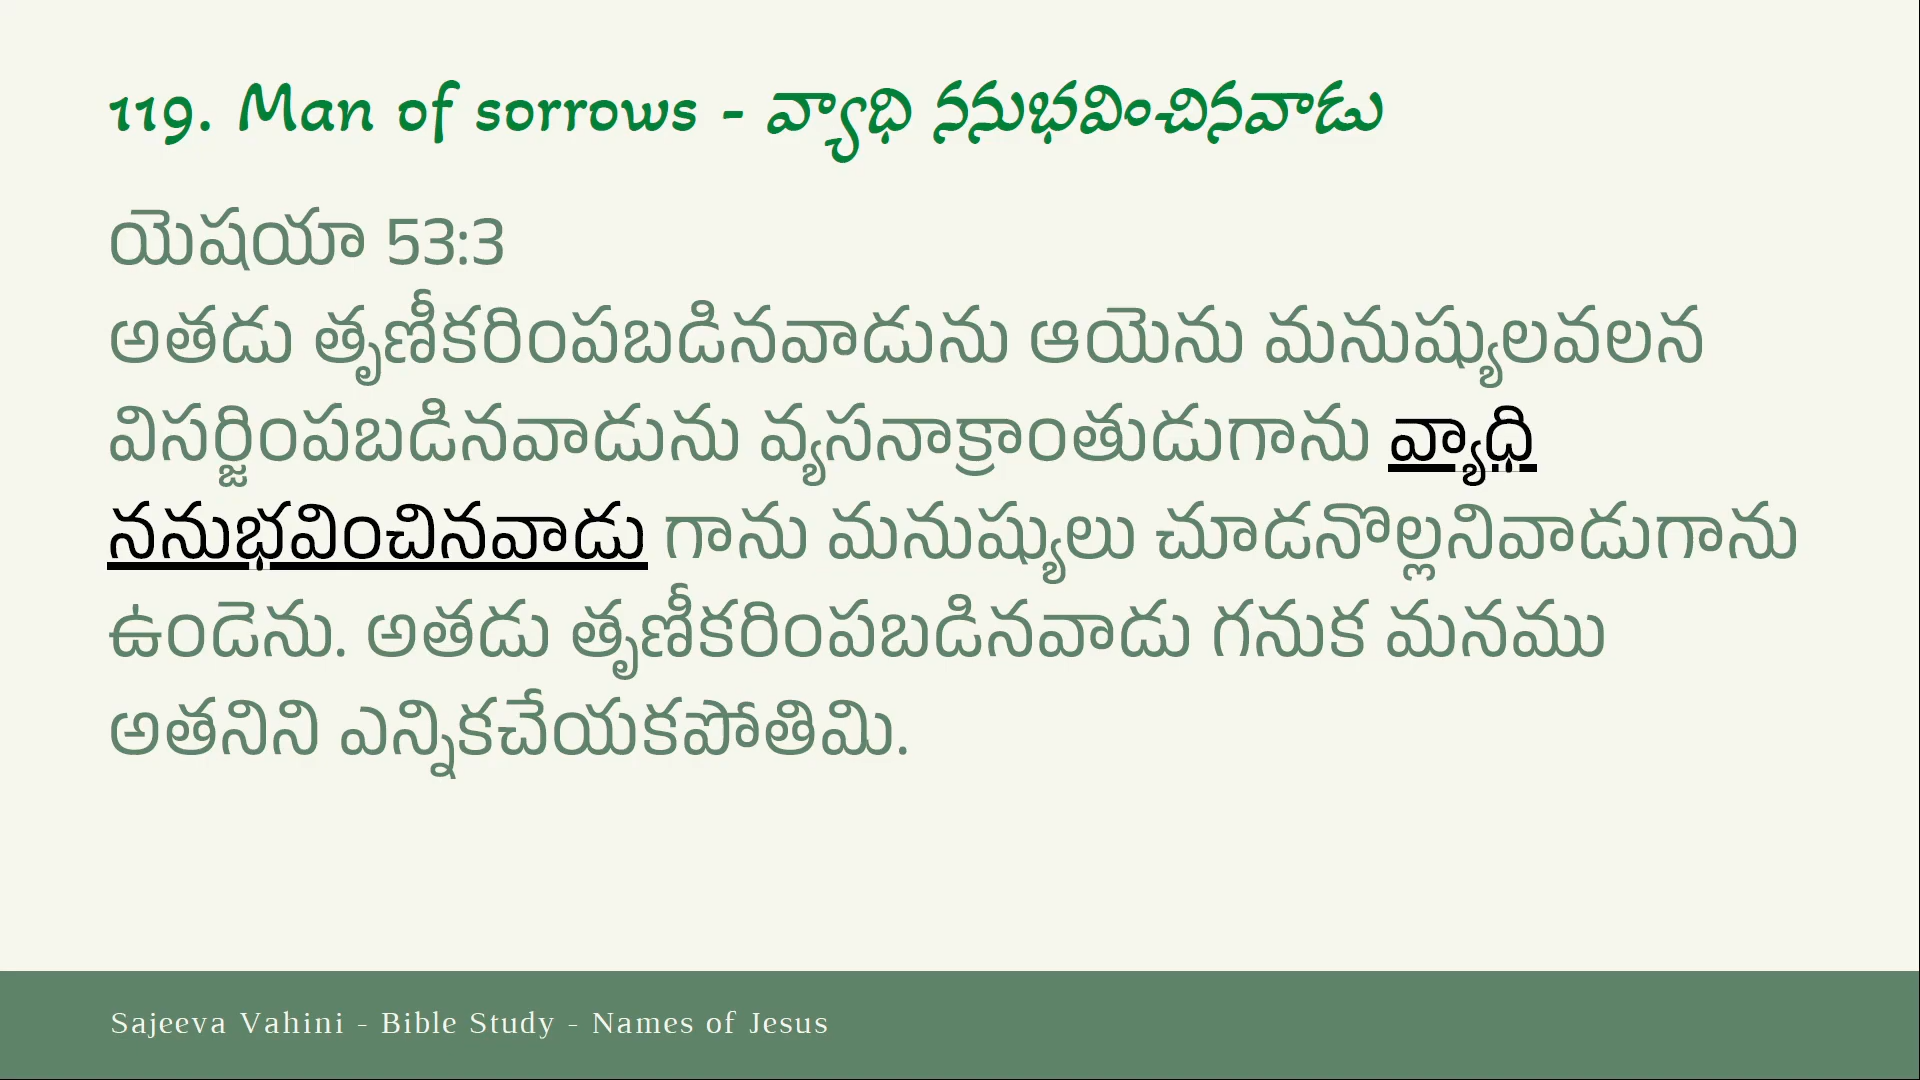 119. Man of sorrows - వ్యాధి ననుభవించినవాడు
యెషయా 53:3
అతడు తృణీకరింపబడినవాడును ఆయెను మనుష్యులవలన
విసర్జింపబడినవాడును వ్యసనాక్రాంతుడుగాను వ్యాధి
ననుభవించినవాడు గాను మనుష్యులు చూడనొల్లనివాడుగాను
ఉండెను. అతడు తృణీకరింపబడినవాడు గనుక మనము
అతనిని ఎన్నికచేయకపోతిమి.
Sajeeva Vahini - Bible Study - Names of Jesus